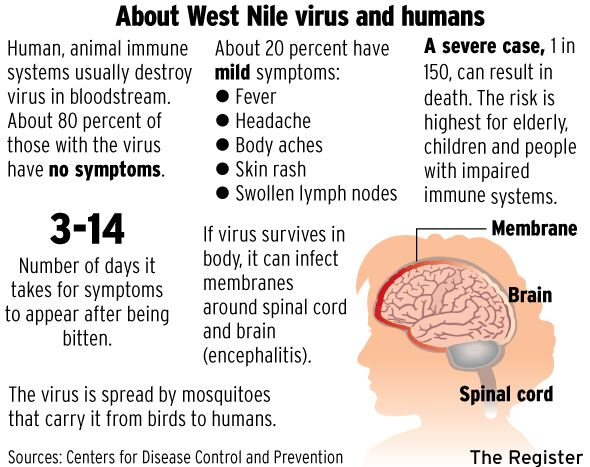 About West Nile virus and humans
Human, animal immune
systems usually destroy
virus in bloodstream.
About 80 percent of
those with the virus
have no symptoms.
About 20 percent have
mild symptoms:
● Fever
● Headache
● Body aches
● Skin rash
● Swollen lymph nodes
A severe case, 1 in
150, can result in
death. The risk is
highest for elderly,
children and people
with impaired
immune systems.
3-14
Number of days it
takes for symptoms
to appear after being
bitten.
If virus survives in
body, it can infect
membranes
around spinal cord
and brain
(encephalitis).
Membrane
Brain
Spinal cord
The virus is spread by mosquitoes
that carry it from birds to humans.
Sources: Centers for Disease Control and Prevention
The Register